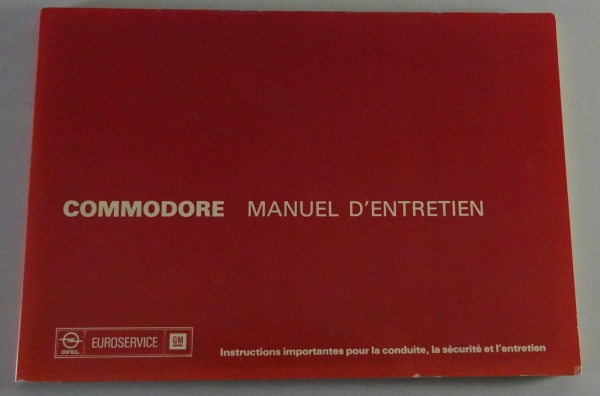 COMMODORE MANUEL D'ENTRETIEN
OPEL EUROSERVICE GM
Instructions importantes pour la conduite, la sécurité et l'entretien